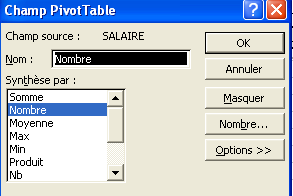 Champ PivotTable
Champ source : SALAIRE
Nom : Nombre
Synthèse par :
Somme
Nombre
Moyenne
Max
Min
Produit
Nb
OK
Annuler
Masquer
Nombre...
Options >>